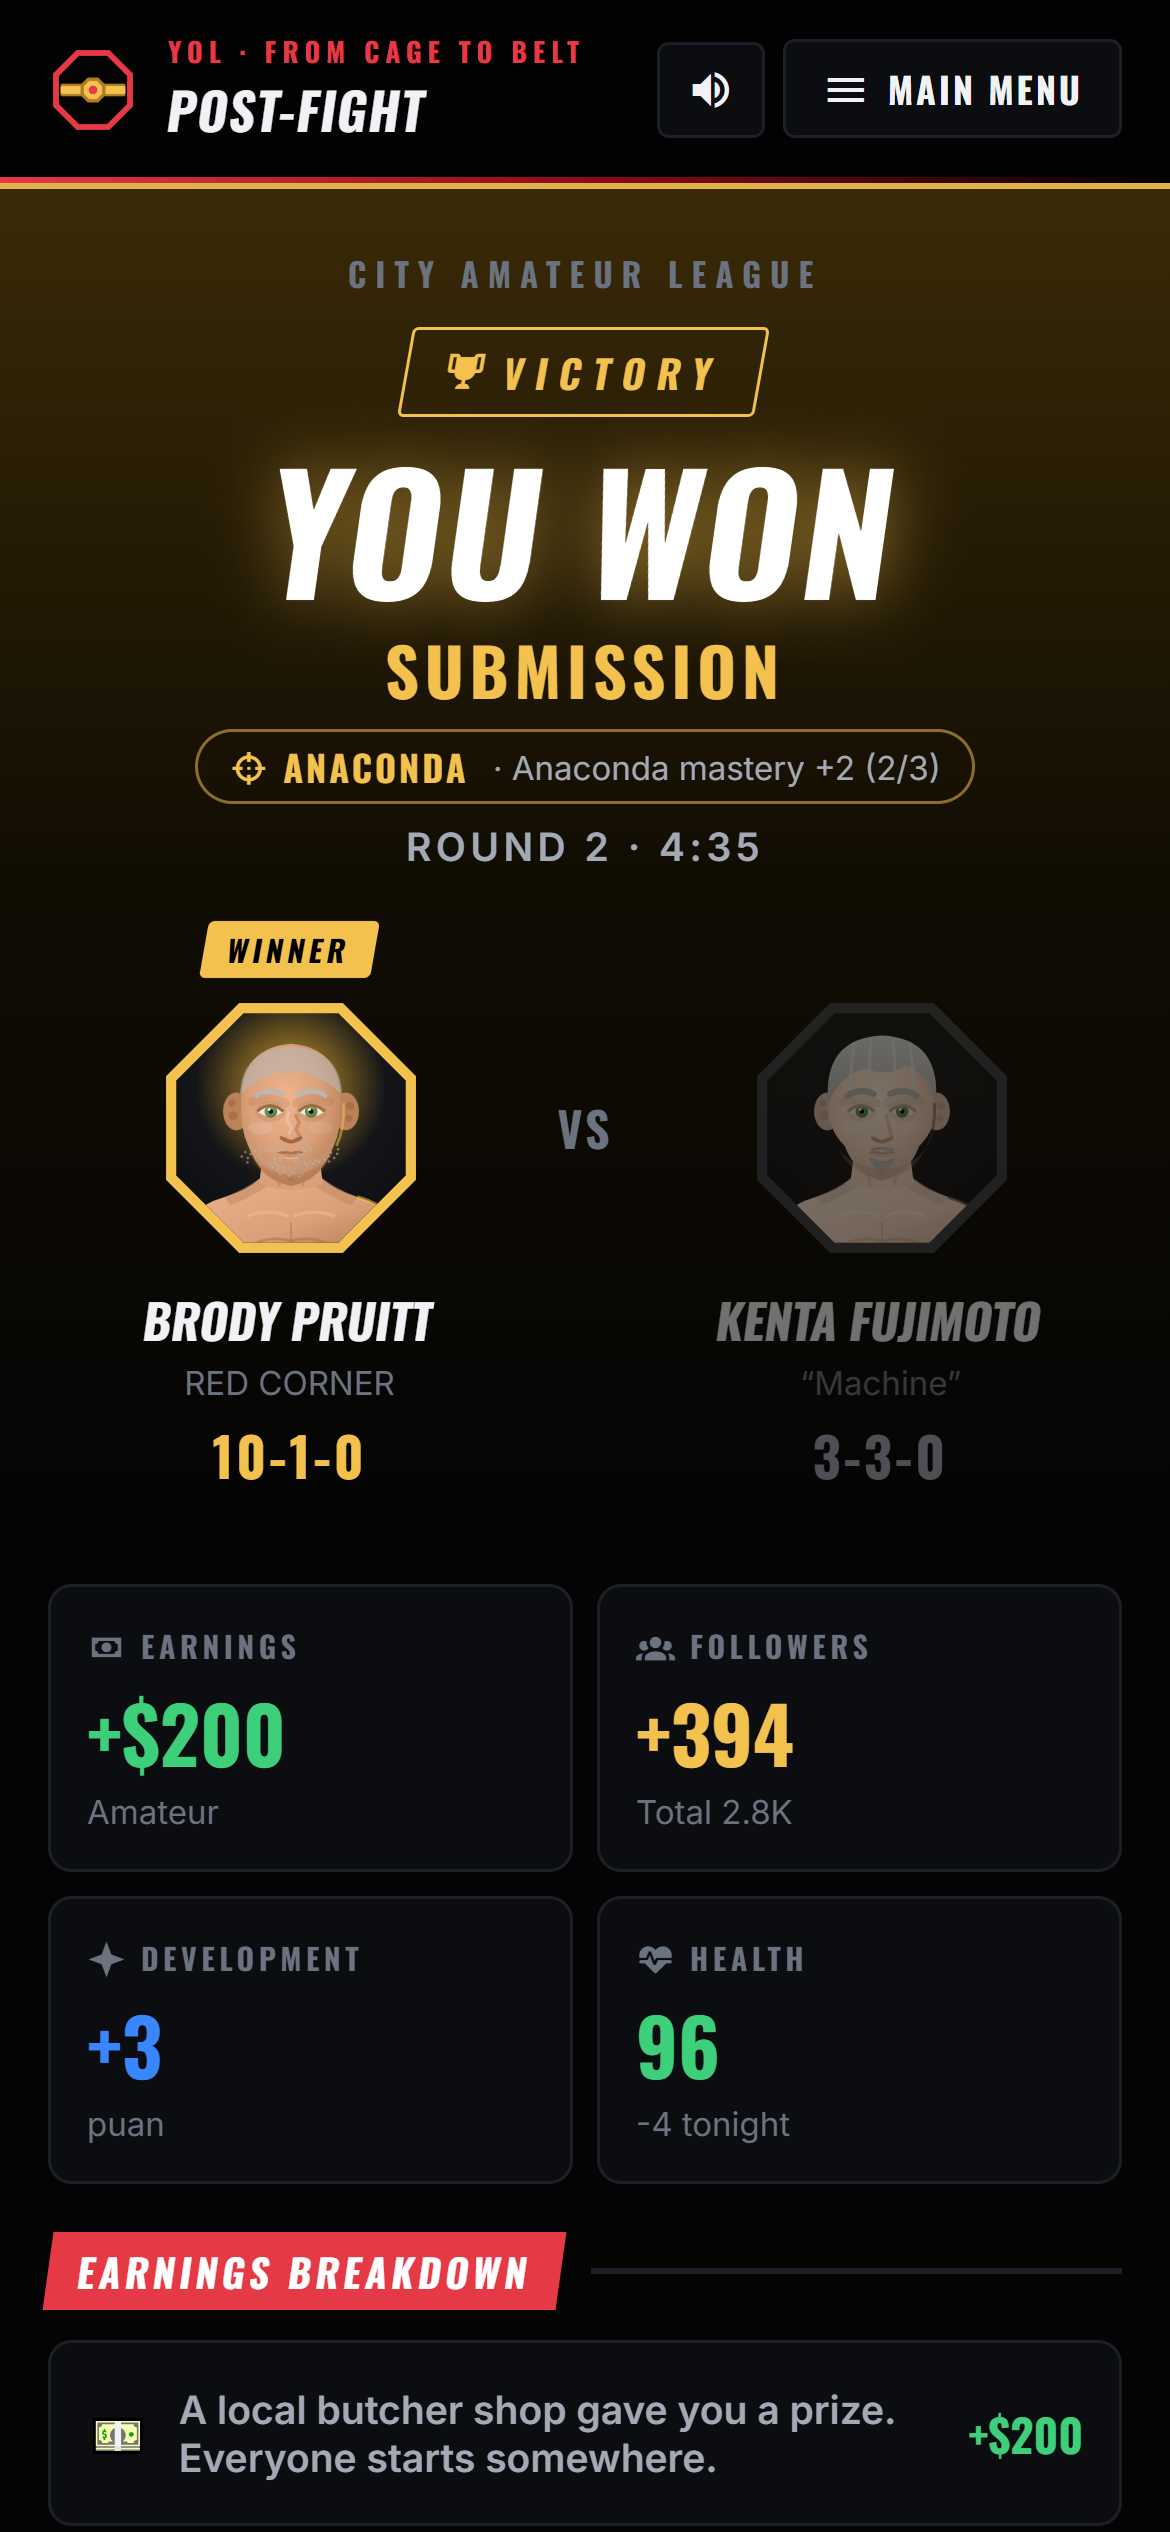 YOL · FROM CAGE TO BELT
POST-FIGHT
MAIN MENU
CITY AMATEUR LEAGUE
VICTORY
YOU WON
SUBMISSION
ANACONDA · Anaconda mastery +2 (2/3)
ROUND 2 · 4:35
WINNER
VS
BRODY PRUITT
RED CORNER
10-1-0
KENTA FUJIMOTO
“Machine”
3-3-0
EARNINGS
+$200
Amateur
FOLLOWERS
+394
Total 2.8K
DEVELOPMENT
+3
puan
HEALTH
96
-4 tonight
EARNINGS BREAKDOWN
A local butcher shop gave you a prize.
Everyone starts somewhere.
+$200